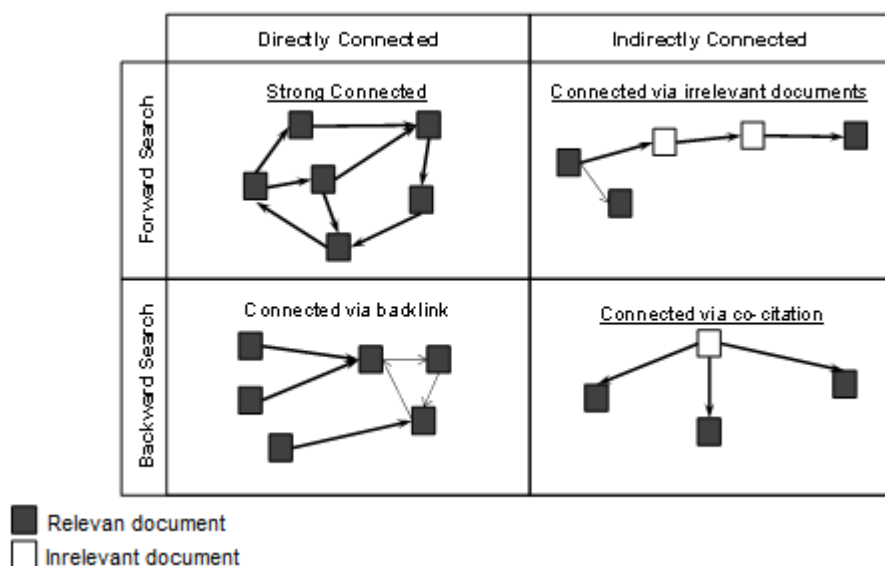 Directly Connected
Indirectly Connected
Forward Search
Strong Connected
Connected via irrelevant documents
Backward Search
Connected via backlink
Connected via co-citation
Relevan document
Inrelevant document